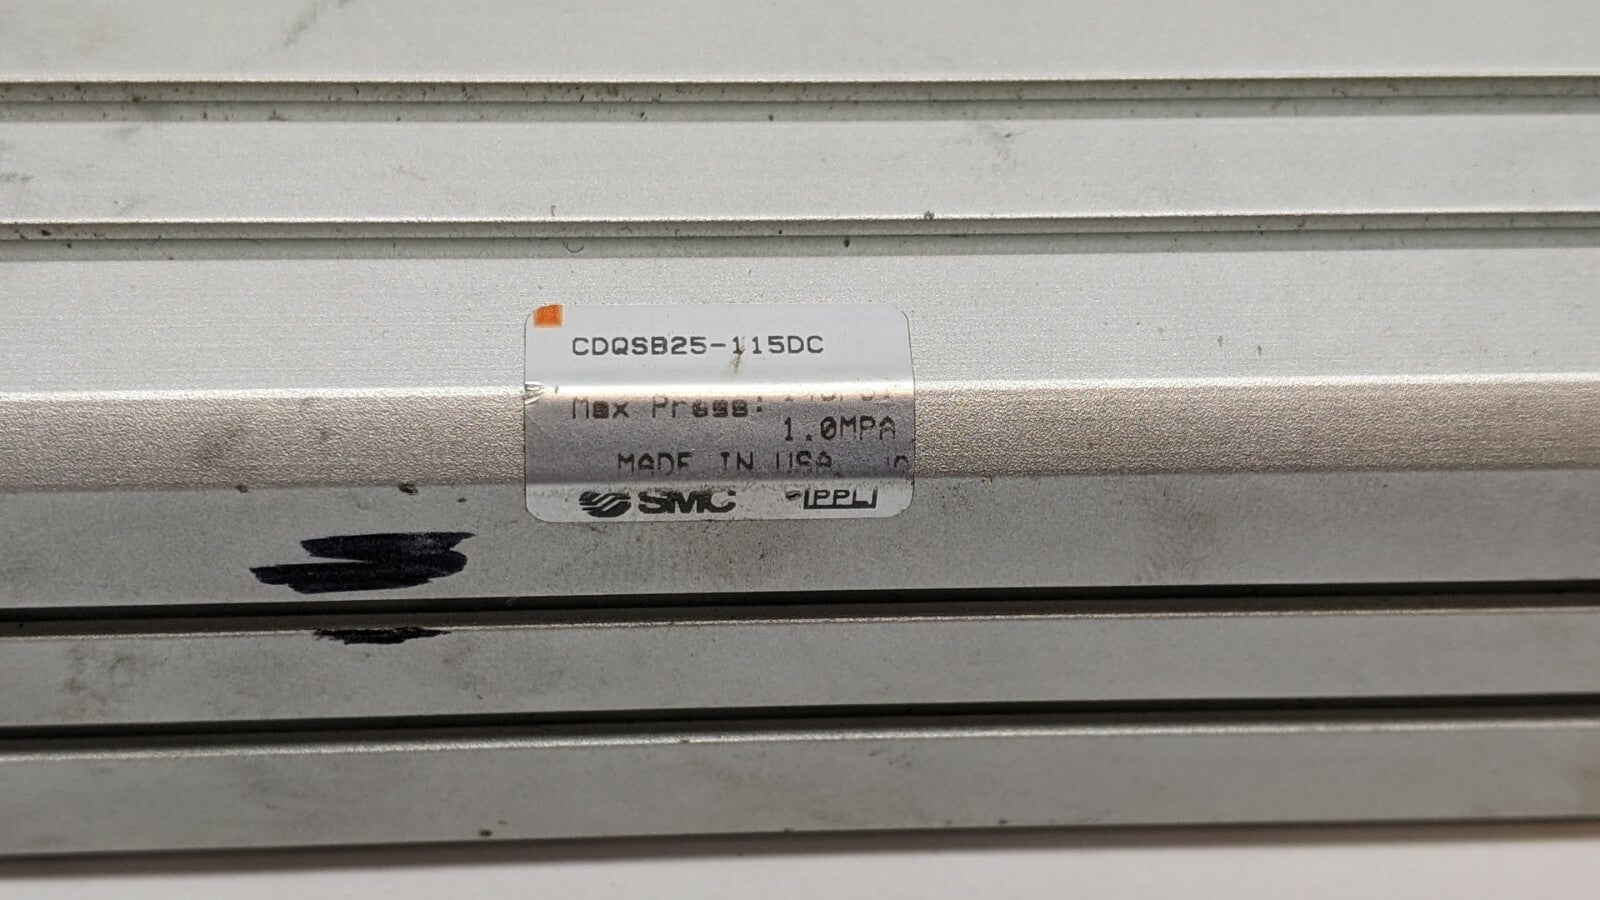 CDQSB25-115DC
Max Press:
1.0MPA
MADE IN USA
SMC PPL